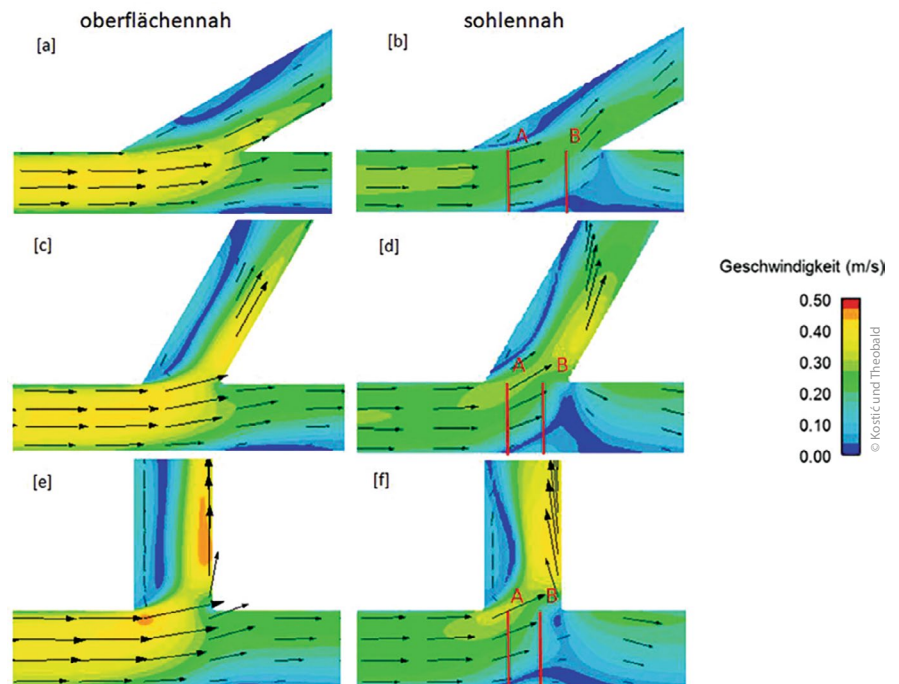 oberflächennah
sohlennah
[a]
[b]
A
B
[c]
[d]
A
B
Geschwindigkeit (m/s)
0.50
0.40
0.30
0.20
0.10
0.00
© Kostić und Theobald
[e]
[f]
A
B